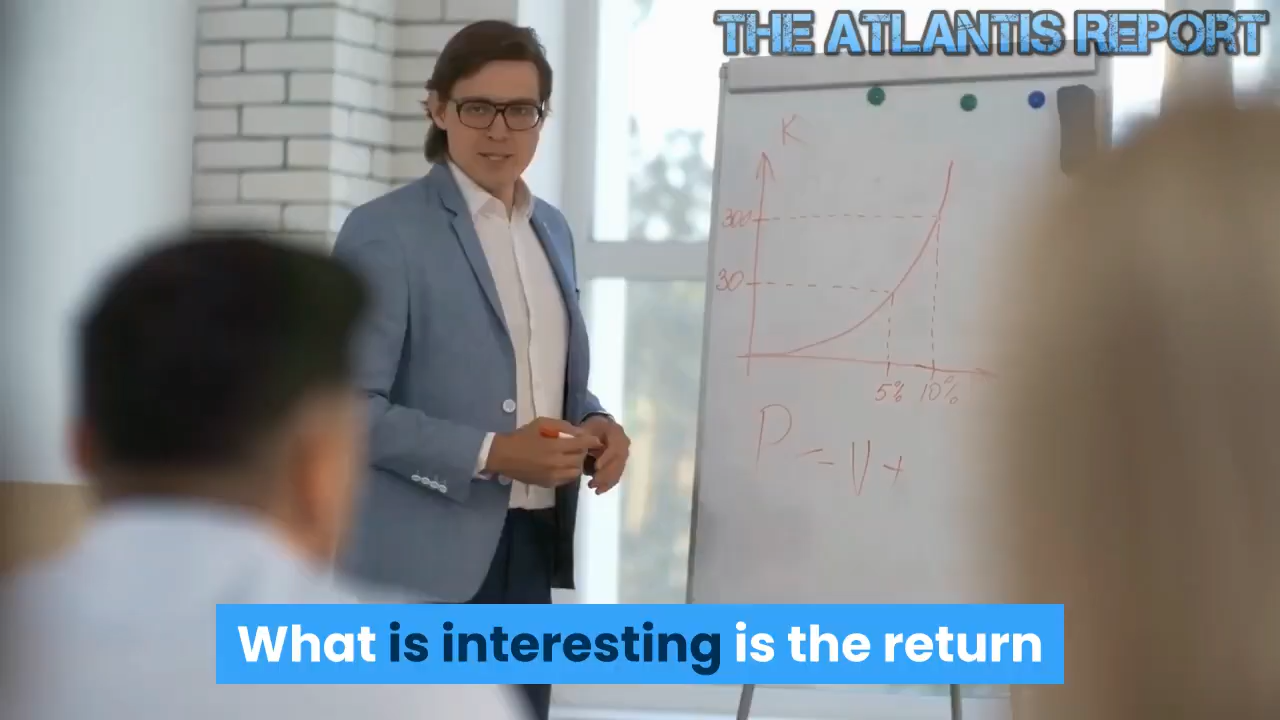 THE ATLANTIS REPORT
K
300
30
5% 10%
P = V +
What is interesting is the return